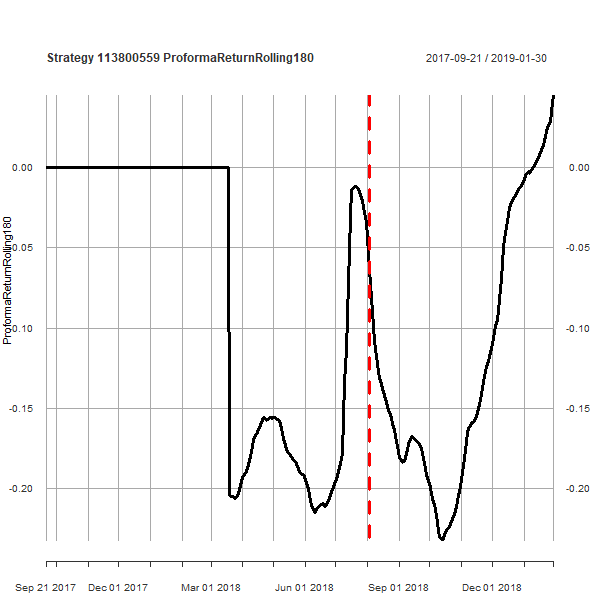 Strategy 113800559 ProformaReturnRolling180
2017-09-21 / 2019-01-30
ProformaReturnRolling180
0.00 0.00
-0.05 -0.05
-0.10 -0.10
-0.15 -0.15
-0.20 -0.20
Sep 21 2017 Dec 01 2017 Mar 01 2018 Jun 01 2018 Sep 01 2018 Dec 01 2018